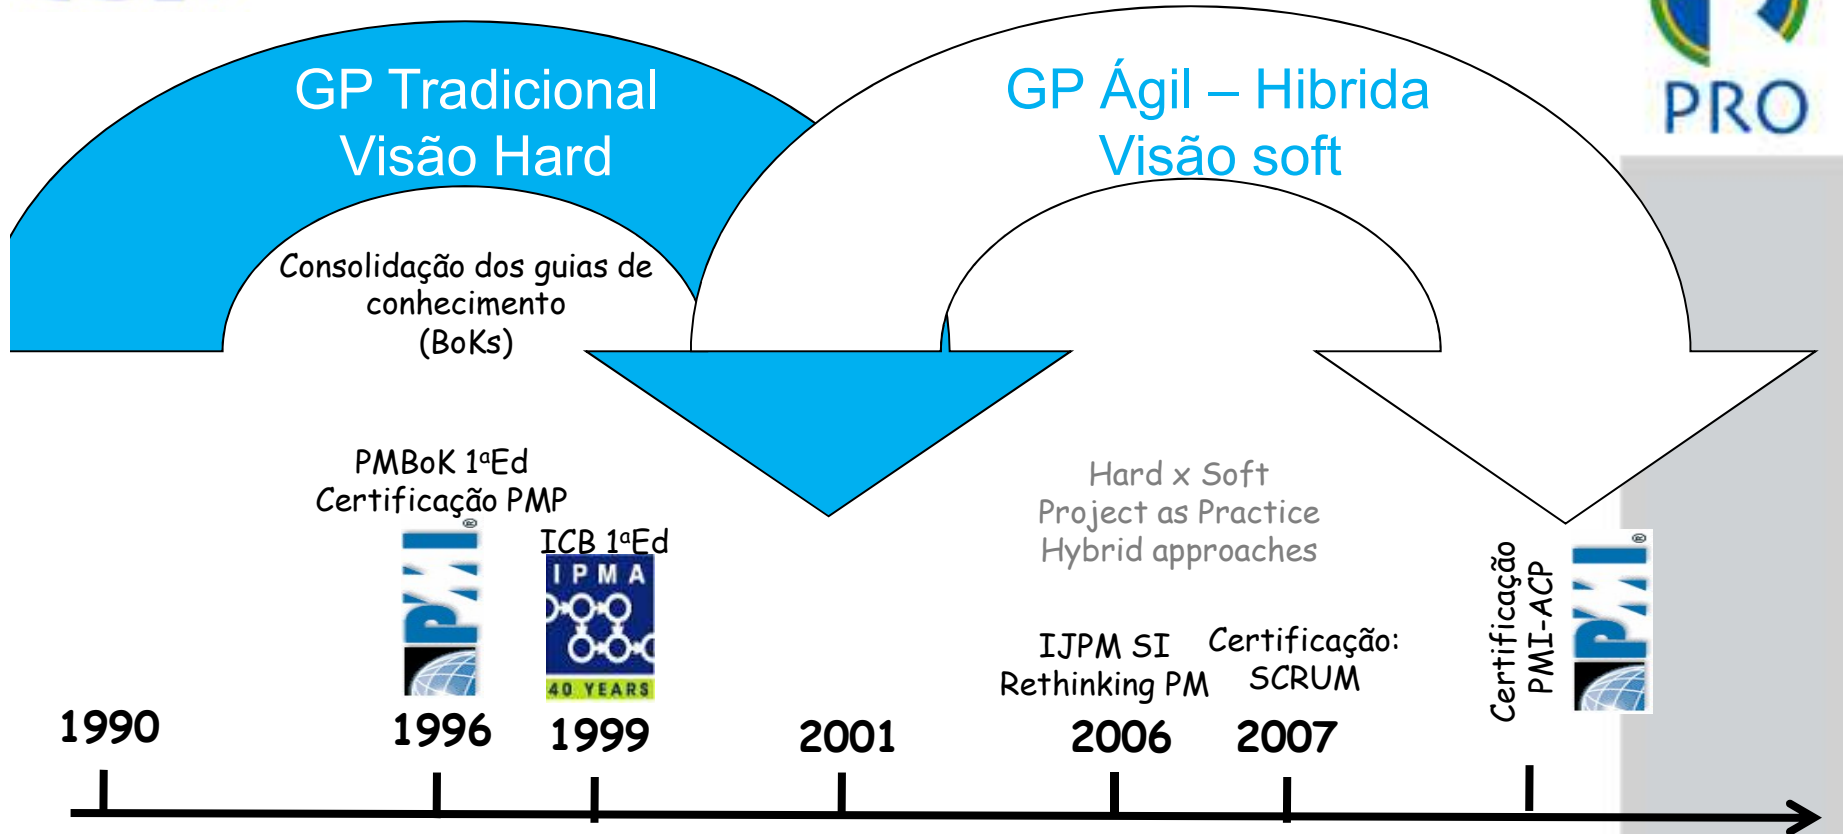 GP Tradicional
Visão Hard
GP Ágil – Hibrida
Visão soft
PRO
Consolidação dos guias de
conhecimento
(BoKs)
PMBoK 1ªEd
Certificação PMP
PMI®
ICB 1ªEd
IPMA
40 YEARS
Hard x Soft
Project as Practice
Hybrid approaches
IJPM SI
Rethinking PM
Certificação:
SCRUM
Certificação
PMI-ACP
PMI®
1990
1996
1999
2001
2006
2007